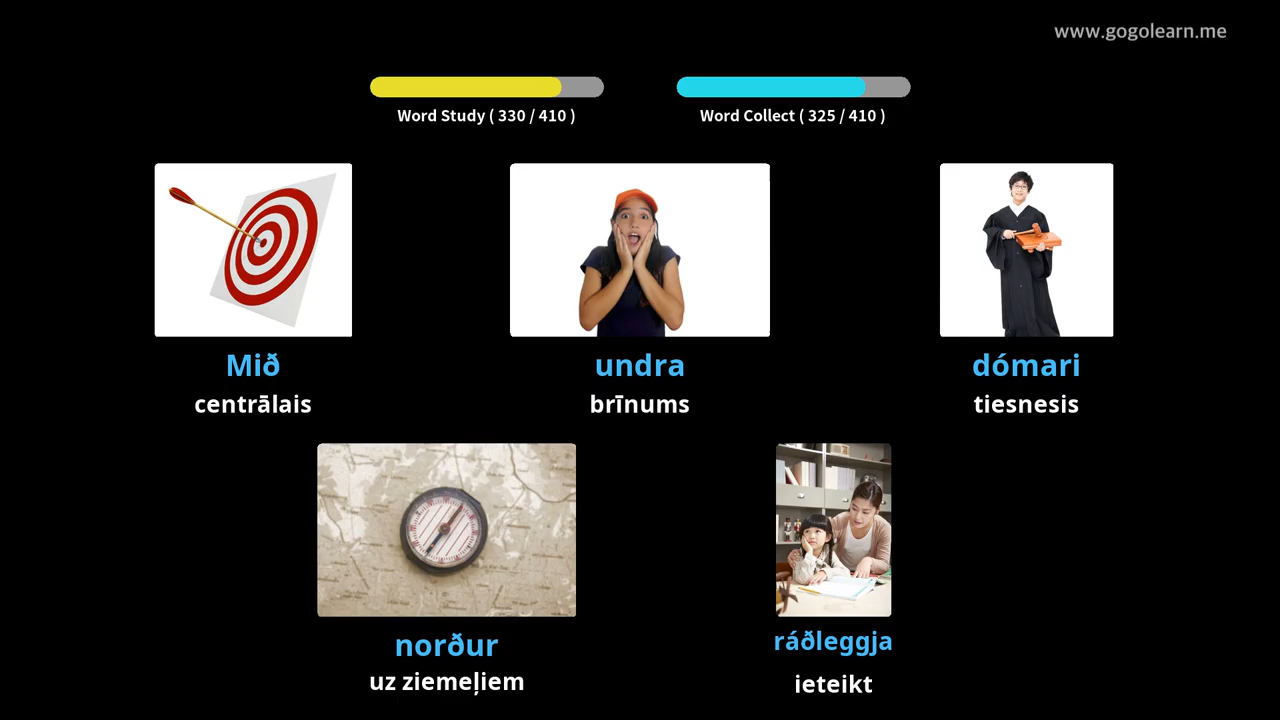 www.gogolearn.me
Word Study ( 330 / 410 )
Word Collect ( 325 / 410 )
Mið
centrālais
undra
brīnums
dómari
tiesnesis
norður
uz ziemeļiem
ráðleggja
ieteikt